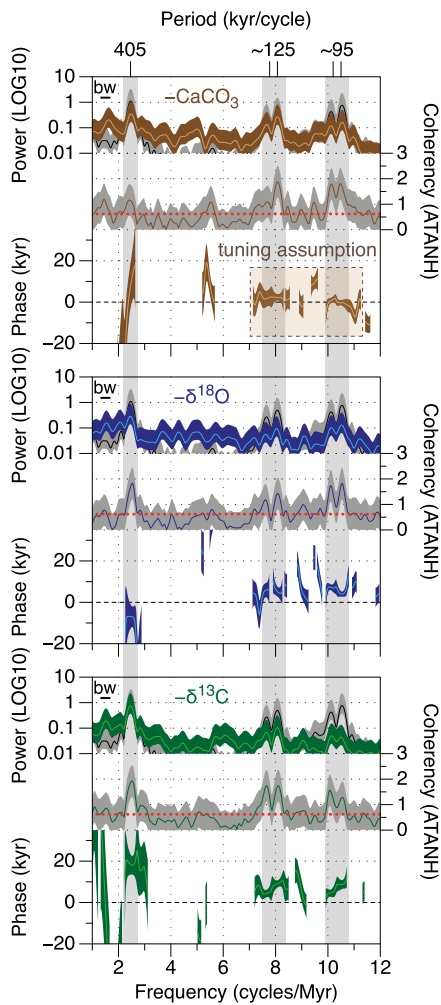 Period (kyr/cycle)
405 ~125 ~95
bw
−CaCO3
Power (LOG10)
10
1
0.1
0.01
Coherency (ATANH)
3
2
1
0
tuning assumption
Phase (kyr)
20
0
−20
bw
−δ18O
Power (LOG10)
10
1
0.1
0.01
Coherency (ATANH)
3
2
1
0
Phase (kyr)
20
0
−20
bw
−δ13C
Power (LOG10)
10
1
0.1
0.01
Coherency (ATANH)
3
2
1
0
Phase (kyr)
20
0
−20
2 4 6 8 10 12
Frequency (cycles/Myr)